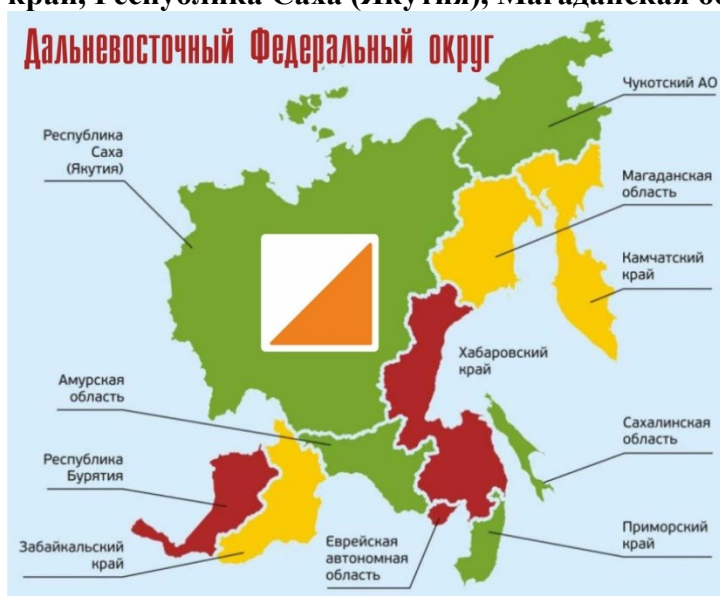 край, Республика Саха (Якутия), Магаданская об
Дальневосточный Федеральный округ
Чукотский АО
Республика
Саха
(Якутия)
Магаданская
область
Камчатский
край
Хабаровский
край
Амурская
область
Сахалинская
область
Республика
Бурятия
Забайкальский
край
Еврейская
автономная
область
Приморский
край